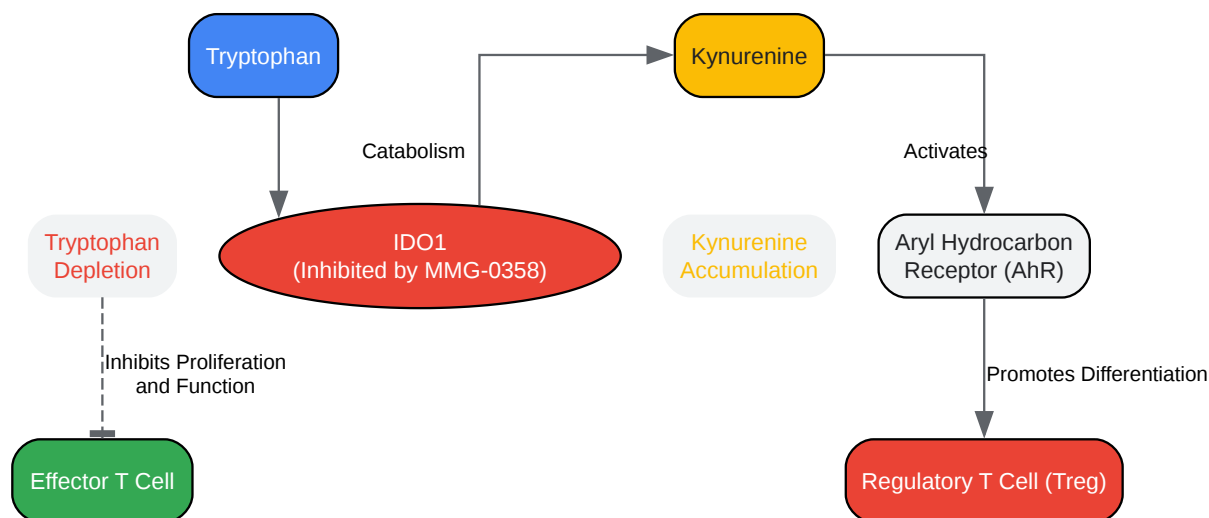 Tryptophan
Kynurenine
Catabolism
Activates
Tryptophan
Depletion
IDO1
(Inhibited by MMG-0358)
Kynurenine
Accumulation
Aryl Hydrocarbon
Receptor (AhR)
Inhibits Proliferation
and Function
Promotes Differentiation
Effector T Cell
Regulatory T Cell (Treg)